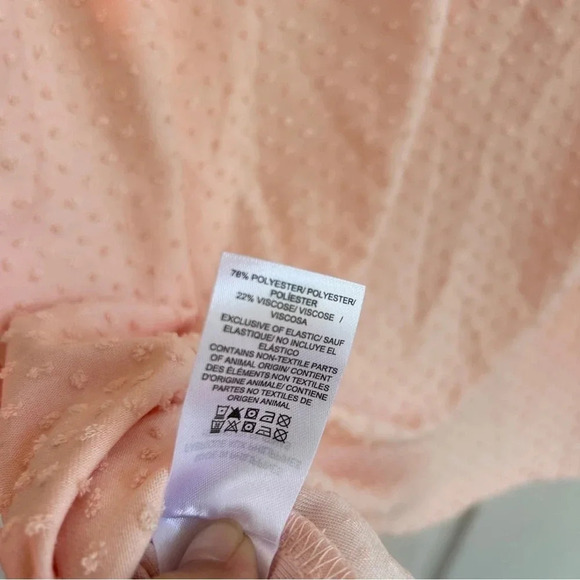 78% POLYESTER/ POLYESTER/
POLIÉSTER
22% VISCOSE/ VISCOSE /
VISCOSA
EXCLUSIVE OF ELASTIC/ SAUF
ELASTIQUE/ NO INCLUYE EL
ELÁSTICO
CONTAINS NON-TEXTILE PARTS
OF ANIMAL ORIGIN/ CONTIENT
DES ÉLÉMENTS NON TEXTILES
D'ORIGINE ANIMALE/ CONTIENE
PARTES NO TEXTILES DE
ORIGEN ANIMAL